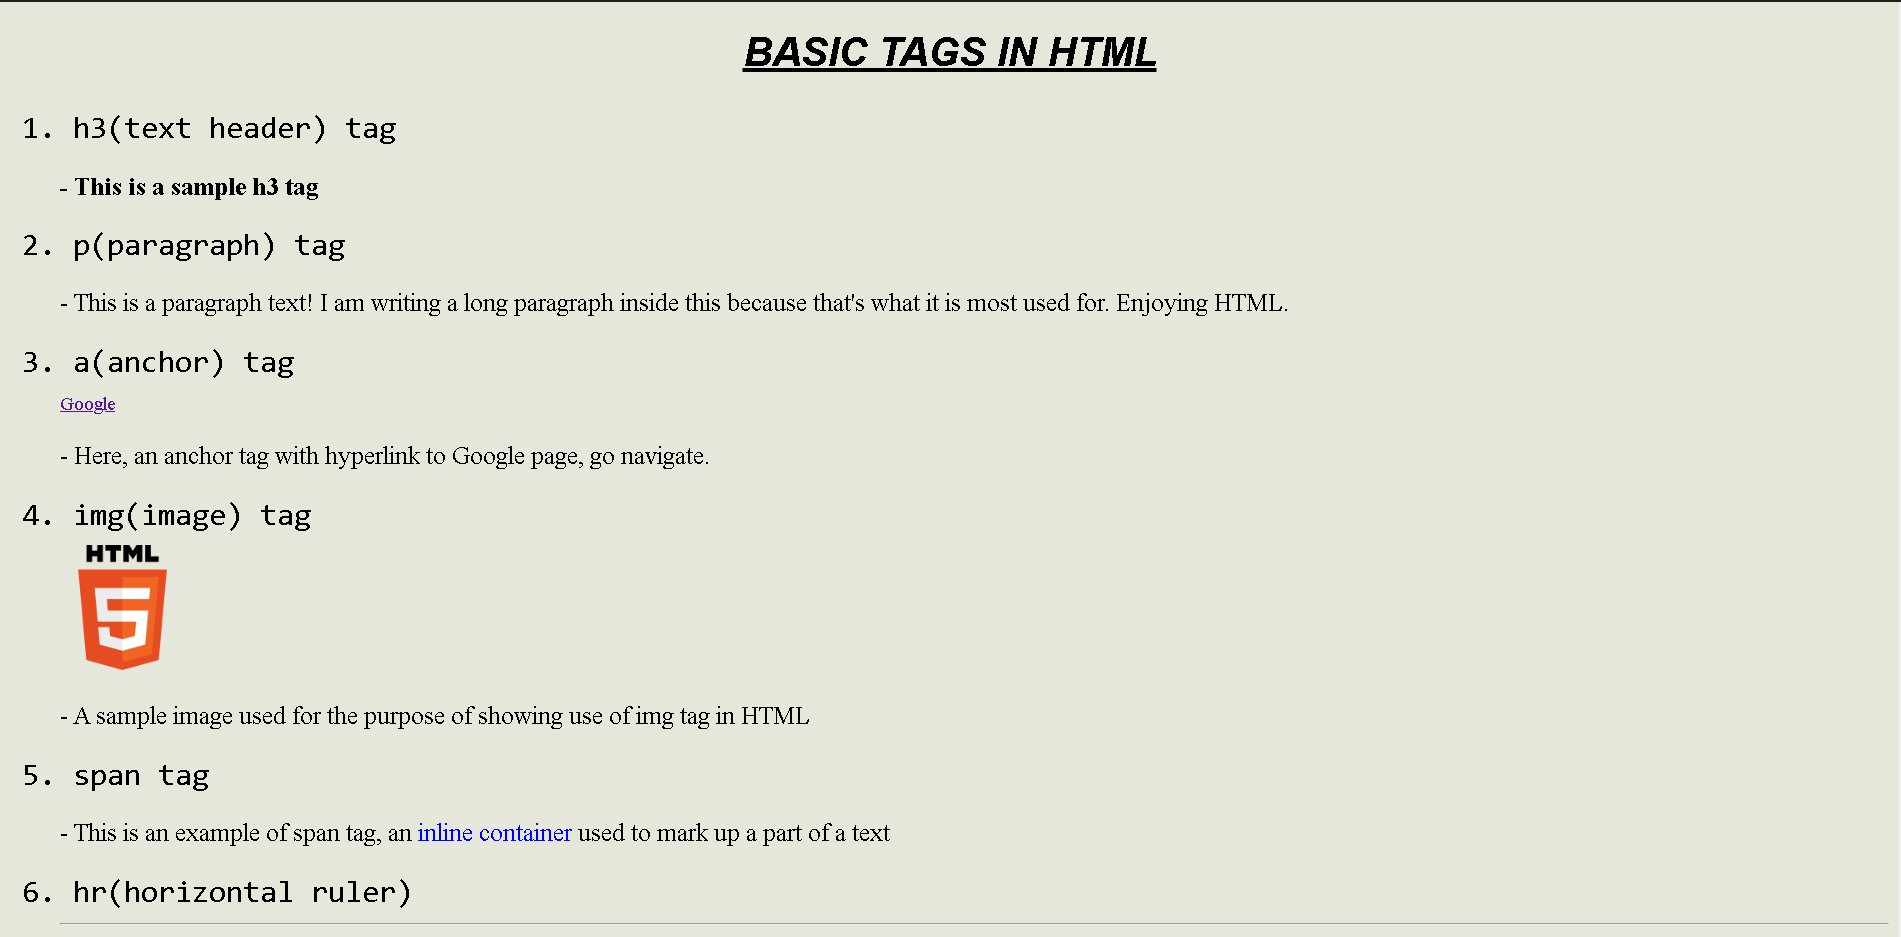 BASIC TAGS IN HTML
1. h3(text header) tag
- This is a sample h3 tag
2. p(paragraph) tag
- This is a paragraph text! I am writing a long paragraph inside this because that's what it is most used for. Enjoying HTML.
3. a(anchor) tag
Google
- Here, an anchor tag with hyperlink to Google page, go navigate.
4. img(image) tag
HTML
5
- A sample image used for the purpose of showing use of img tag in HTML
5. span tag
- This is an example of span tag, an inline container used to mark up a part of a text
6. hr(horizontal ruler)